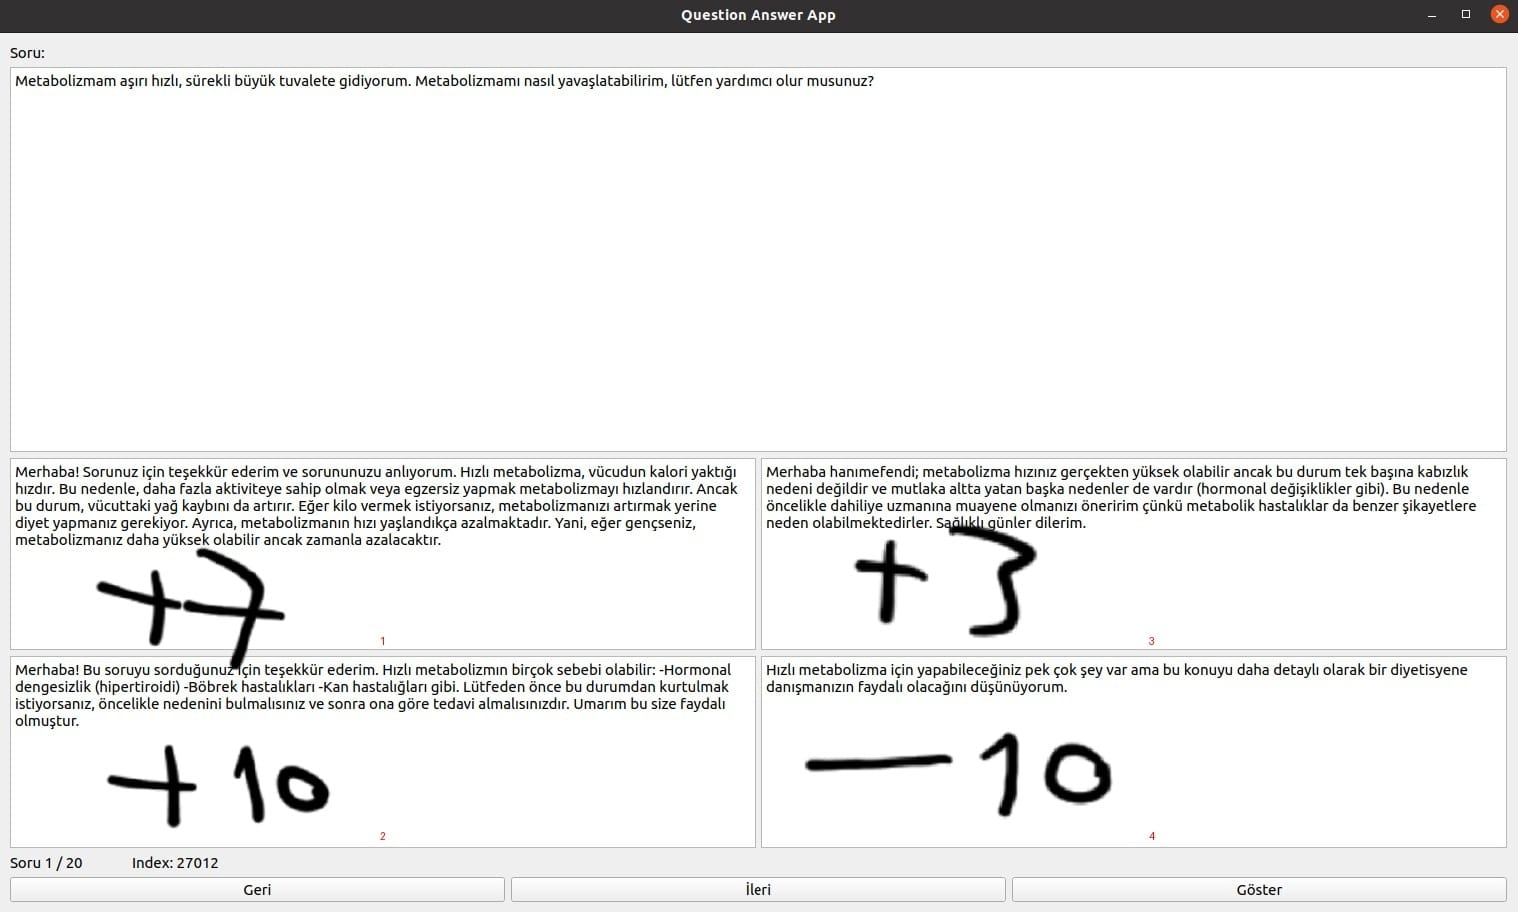 Question Answer App
Soru:
Metabolizmam aşırı hızlı, sürekli büyük tuvalete gidiyorum. Metabolizmamı nasıl yavaşlatabilirim, lütfen yardımcı olur musunuz?
Merhaba! Sorunuz için teşekkür ederim ve sorununuzu anlıyorum. Hızlı metabolizma, vücudun kalori yaktığı
hızdır. Bu nedenle, daha fazla aktiviteye sahip olmak veya egzersiz yapmak metabolizmayı hızlandırır. Ancak
bu durum, vücuttaki yağ kaybını da artırır. Eğer kilo vermek istiyorsanız, metabolizmanızı artırmak yerine
diyet yapmanız gerekiyor. Ayrıca, metabolizmanın hızı yaşlandıkça azalmaktadır. Yani, eğer gençseniz,
metabolizmanız daha yüksek olabilir ancak zamanla azalacaktır.
+7
1
Merhaba hanımefendi; metabolizma hızınız gerçekten yüksek olabilir ancak bu durum tek başına kabızlık
nedeni değildir ve mutlaka altta yatan başka nedenler de vardır (hormonal değişiklikler gibi). Bu nedenle
öncelikle dahiliye uzmanına muayene olmanızı öneririm çünkü metabolik hastalıklar da benzer şikayetlere
neden olabilmektedirler. Sağlıklı günler dilerim.
+3
3
Merhaba! Bu soruyu sorduğunuz için teşekkür ederim. Hızlı metabolizmın birçok sebebi olabilir: -Hormonal
dengesizlik (hipertiroidi) -Böbrek hastalıkları -Kan hastalığları gibi. Lütfeden önce bu durumdan kurtulmak
istiyorsanız, öncelikle nedenini bulmalısınız ve sonra ona göre tedavi almalısınızdır. Umarım bu size faydalı
olmuştur.
+10
2
Hızlı metabolizma için yapabileceğiniz pek çok şey var ama bu konuyu daha detaylı olarak bir diyetisyene
danışmanızın faydalı olacağını düşünüyorum.
-10
4
Soru 1 / 20 Index: 27012
Geri İleri Göster